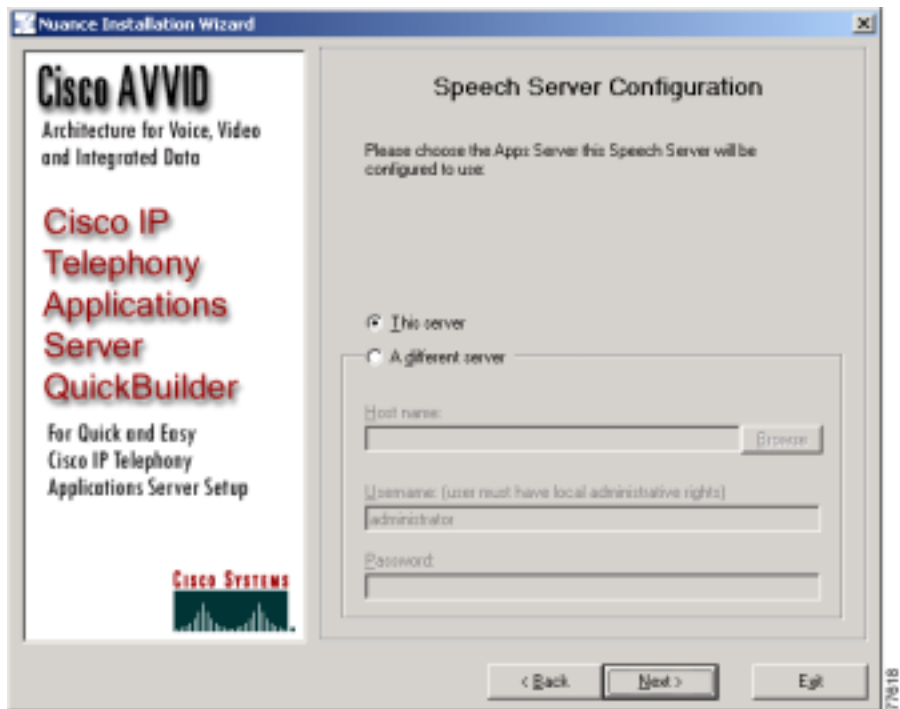 Nuance Installation Wizard
Cisco AVVID
Architecture for Voice, Video
and Integrated Data
Cisco IP
Telephony
Applications
Server
QuickBuilder
For Quick and Easy
Cisco IP Telephony
Applications Server Setup
CISCO SYSTEMS
Speech Server Configuration
Please choose the Apps Server this Speech Server will be
configured to use:
This server
A different server
Host name:
Browse
Username: (user must have local administrative rights)
administrator
Password:
< Back
Next >
Exit
77618